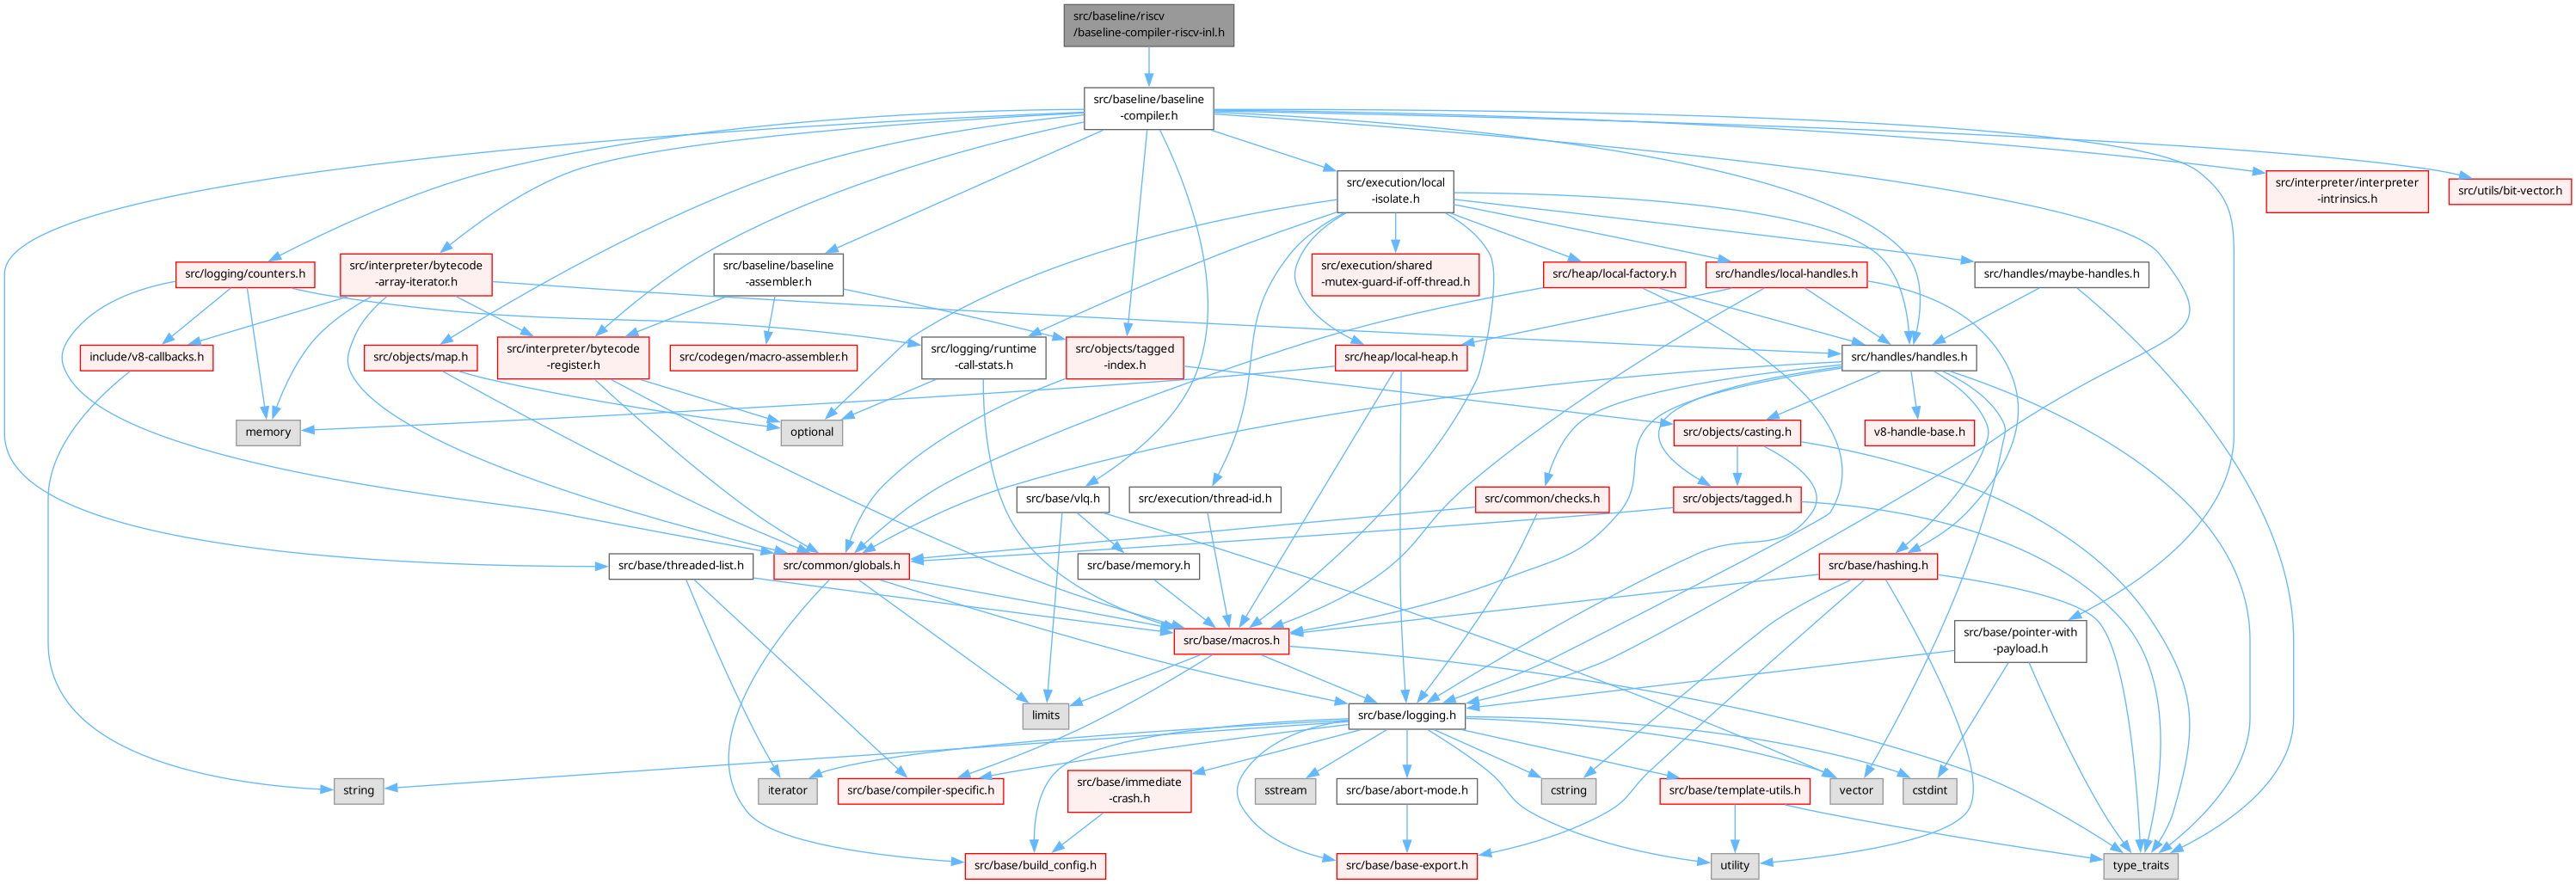 src/baseline/riscv
/baseline-compiler-riscv-inl.h
src/baseline/baseline
-compiler.h
src/execution/local
-isolate.h
src/interpreter/interpreter
-intrinsics.h
src/utils/bit-vector.h
src/logging/counters.h
src/interpreter/bytecode
-array-iterator.h
src/baseline/baseline
-assembler.h
src/execution/shared
-mutex-guard-if-off-thread.h
src/heap/local-factory.h
src/handles/local-handles.h
src/handles/maybe-handles.h
include/v8-callbacks.h
src/objects/map.h
src/interpreter/bytecode
-register.h
src/codegen/macro-assembler.h
src/logging/runtime
-call-stats.h
src/objects/tagged
-index.h
src/heap/local-heap.h
src/handles/handles.h
memory
optional
src/objects/casting.h
v8-handle-base.h
src/base/vlq.h
src/execution/thread-id.h
src/common/checks.h
src/objects/tagged.h
src/base/threaded-list.h
src/common/globals.h
src/base/memory.h
src/base/hashing.h
src/base/macros.h
src/base/pointer-with
-payload.h
limits
src/base/logging.h
string
iterator
src/base/compiler-specific.h
src/base/immediate
-crash.h
sstream
src/base/abort-mode.h
cstring
src/base/template-utils.h
vector
cstdint
src/base/build_config.h
src/base/base-export.h
utility
type_traits